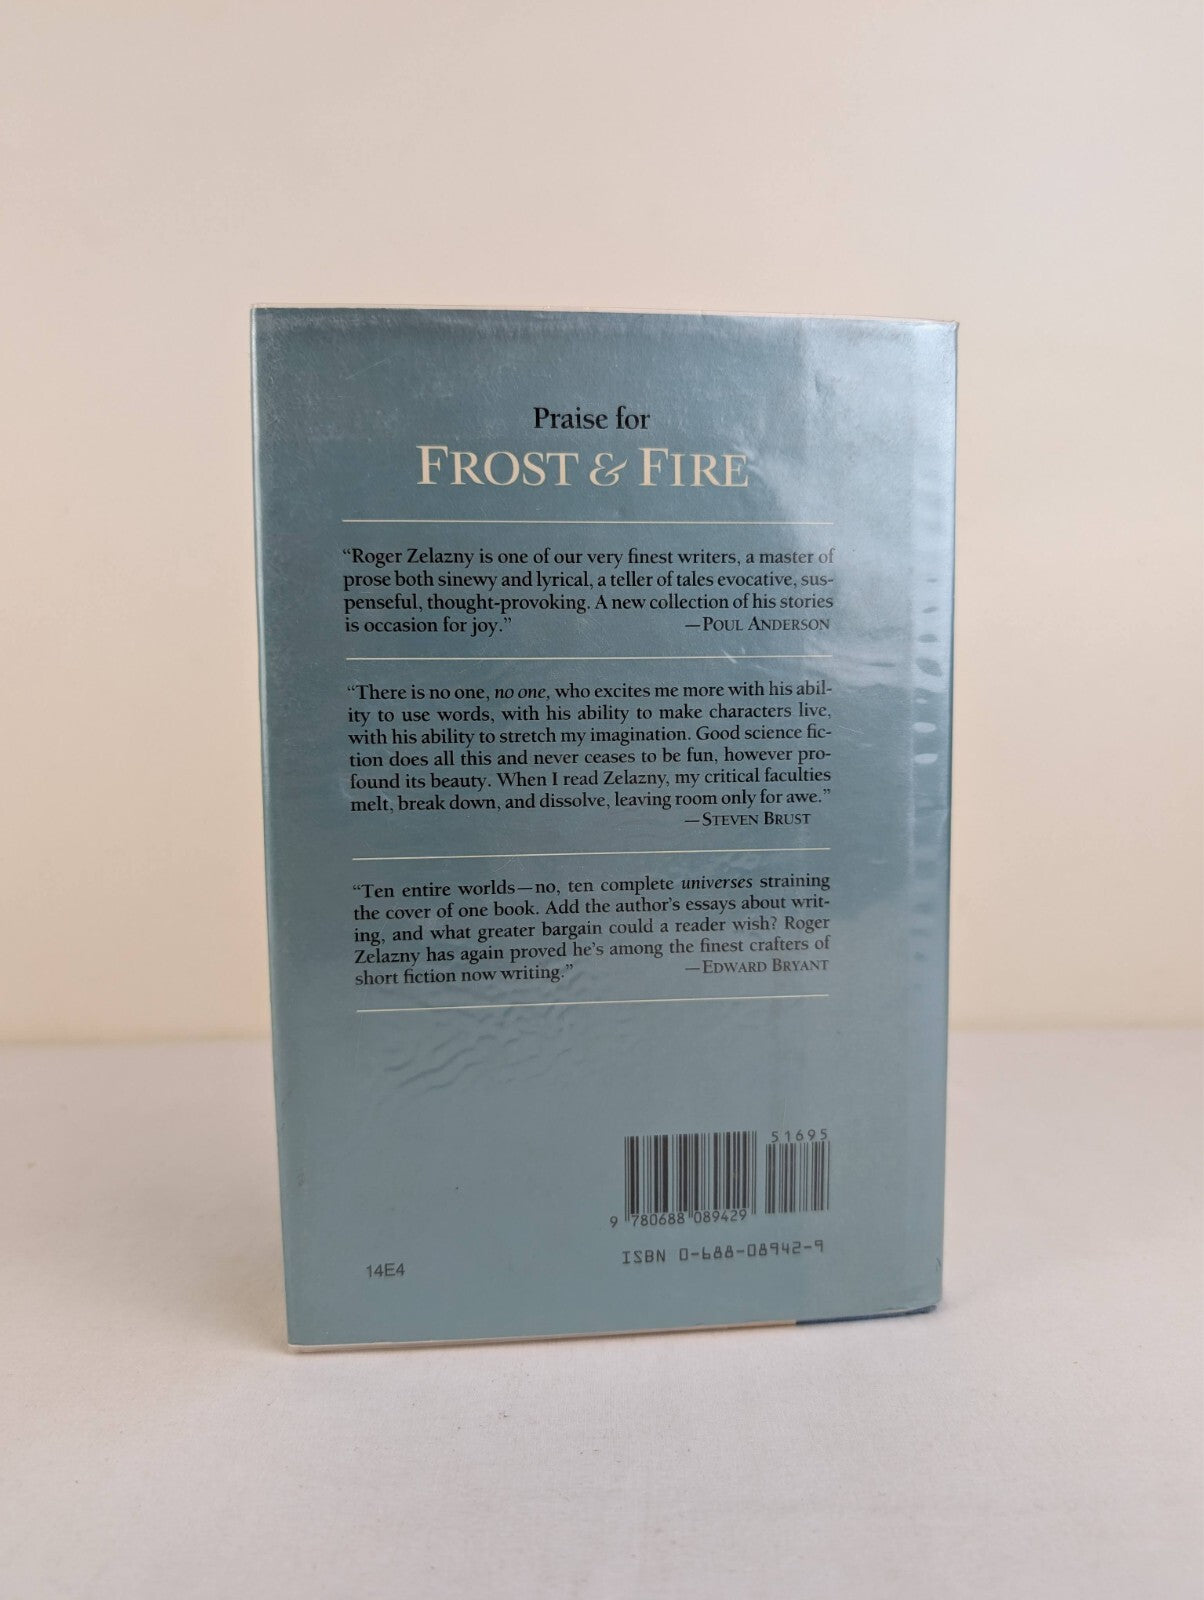 Praise for
FROST & FIRE
“Roger Zelazny is one of our very finest writers, a master of
prose both sinewy and lyrical, a teller of tales evocative, sus-
penseful, thought-provoking. A new collection of his stories
is occasion for joy.” —POUL ANDERSON
“There is no one, no one, who excites me more with his abil-
ity to use words, with his ability to make characters live,
with his ability to stretch my imagination. Good science fic-
tion does all this and never ceases to be fun, however pro-
found its beauty. When I read Zelazny, my critical faculties
melt, break down, and dissolve, leaving room only for awe.”
—STEVEN BRUST
“Ten entire worlds—no, ten complete universes straining
the cover of one book. Add the author’s essays about writ-
ing, and what greater bargain could a reader wish? Roger
Zelazny has again proved he’s among the finest crafters of
short fiction now writing.” —EDWARD BRYANT
51695
9 780688 089429
ISBN 0-688-08942-9
14E4